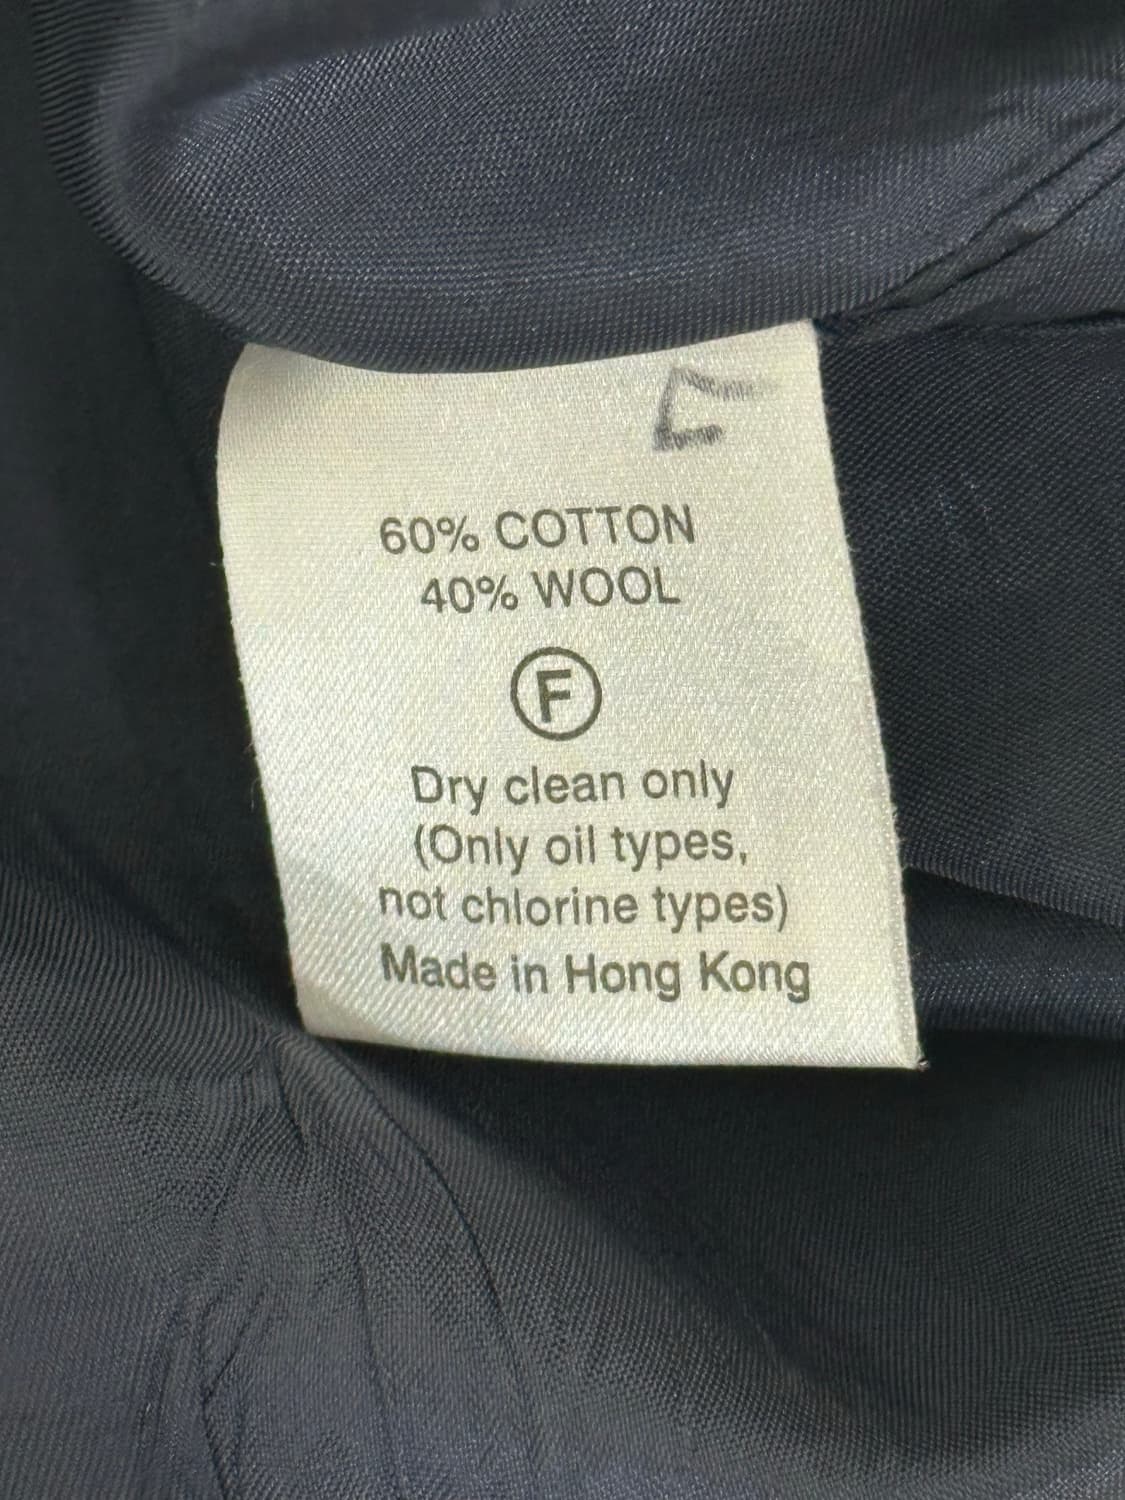 60% COTTON
40% WOOL
F
Dry clean only
(Only oil types,
not chlorine types)
Made in Hong Kong